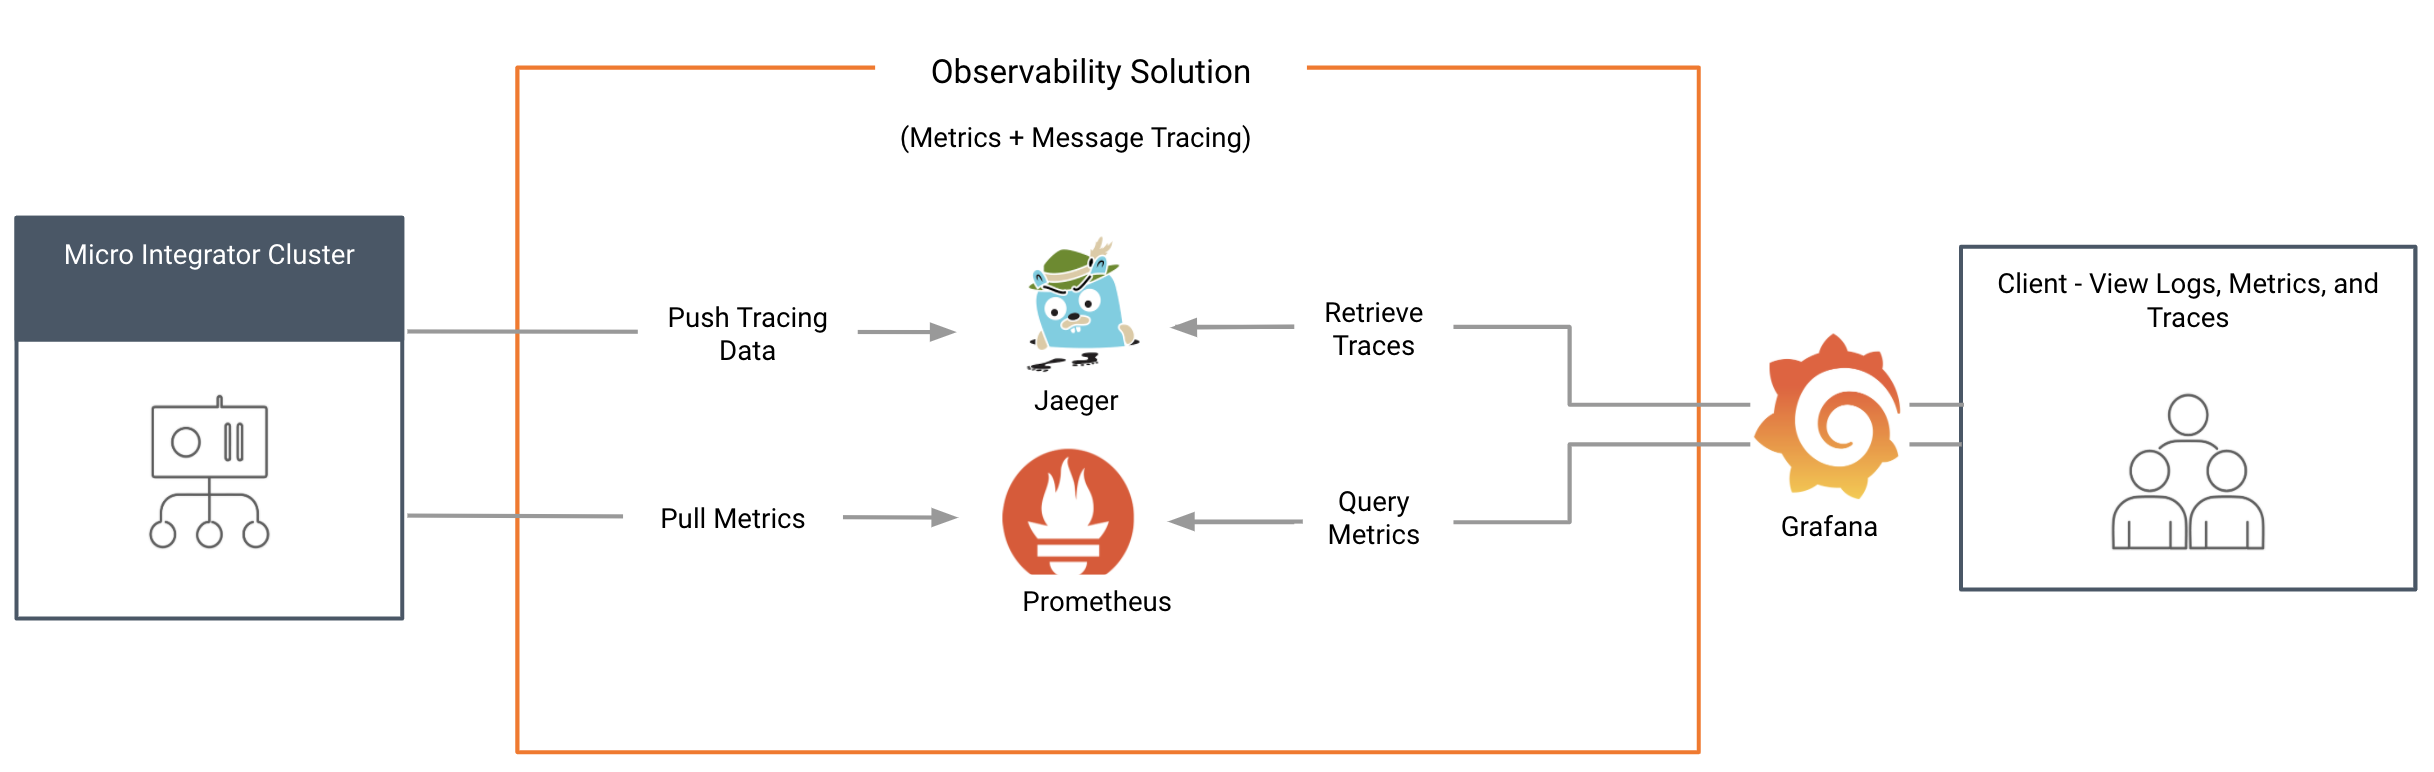 Observability Solution
(Metrics + Message Tracing)
Micro Integrator Cluster
Push Tracing
Data
Jaeger
Retrieve
Traces
Pull Metrics
Prometheus
Query
Metrics
Grafana
Client - View Logs, Metrics, and
Traces